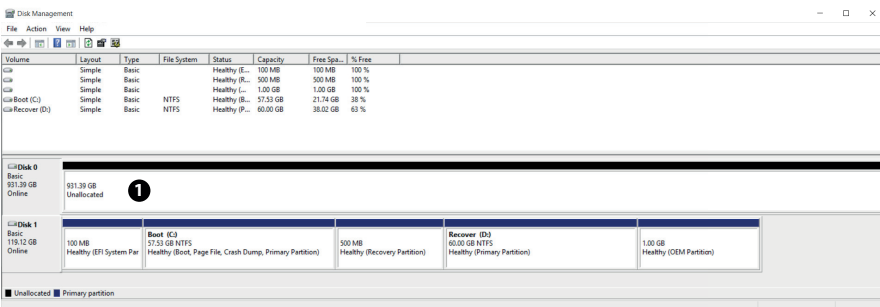 Disk Management
File Action View Help
Volume Layout Type File System Status Capacity Free Spa... % Free
Simple Basic Healthy (E... 100 MB 100 MB 100 %
Simple Basic Healthy (R... 500 MB 500 MB 100 %
Simple Basic Healthy (... 1.00 GB 1.00 GB 100 %
Boot (C:) Simple Basic NTFS Healthy (B... 57.53 GB 21.74 GB 38 %
Recover (D:) Simple Basic NTFS Healthy (P... 60.00 GB 38.02 GB 63 %
Disk 0
Basic
931.39 GB
Online
931.39 GB
Unallocated
1
Disk 1
Basic
119.12 GB
Online
100 MB
Healthy (EFI System Par
Boot (C:)
57.53 GB NTFS
Healthy (Boot, Page File, Crash Dump, Primary Partition)
500 MB
Healthy (Recovery Partition)
Recover (D:)
60.00 GB NTFS
Healthy (Primary Partition)
1.00 GB
Healthy (OEM Partition)
Unallocated Primary partition